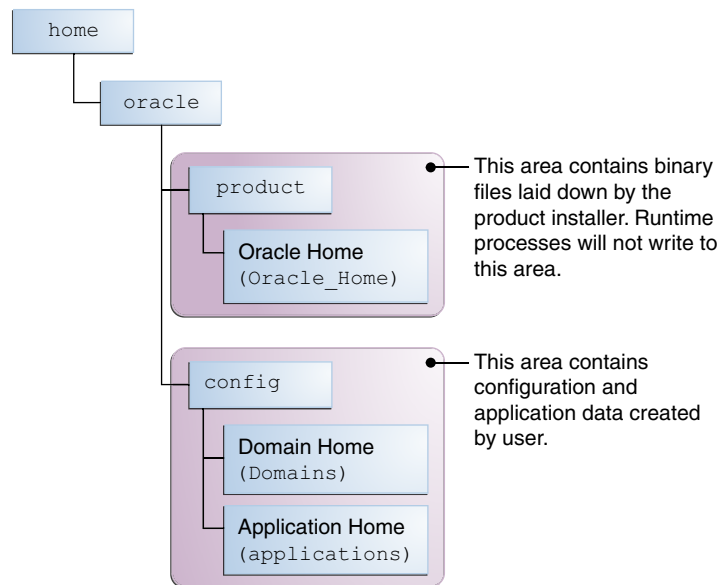 home
oracle
product
Oracle Home
(Oracle_Home)
This area contains binary
files laid down by the
product installer. Runtime
processes will not write to
this area.
config
Domain Home
(Domains)
Application Home
(applications)
This area contains
configuration and
application data created
by user.